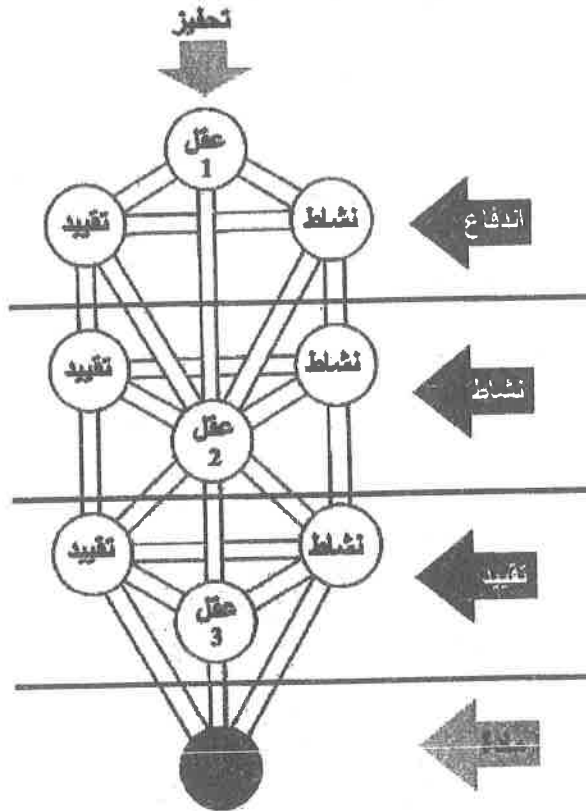 تحفيز
عقل
1
تقييد
نشاط
اندفاع
تقييد
نشاط
نشاط
عقل
2
تقييد
نشاط
تقييد
عقل
3